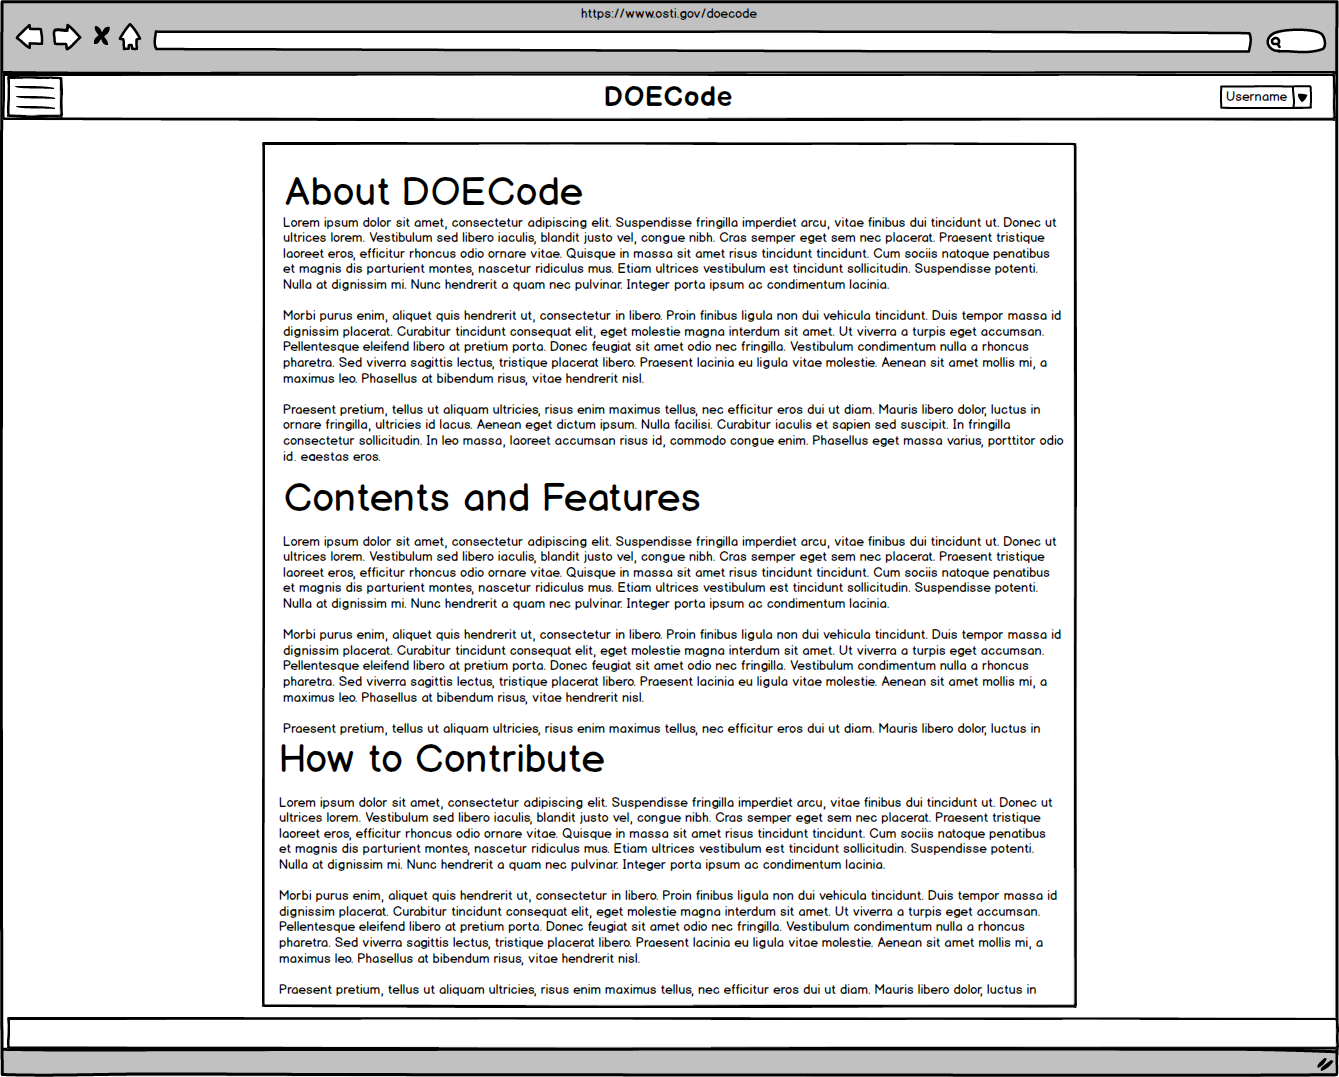 https://www.osti.gov/doecode
DOECode
Username
About DOECode
Lorem ipsum dolor sit amet, consectetur adipiscing elit. Suspendisse fringilla imperdiet arcu, vitae finibus dui tincidunt ut. Donec ut
ultrices lorem. Vestibulum sed libero iaculis, blandit justo vel, congue nibh. Cras semper eget sem nec placerat. Praesent tristique
laoreet eros, efficitur rhoncus odio ornare vitae. Quisque in massa sit amet risus tincidunt tincidunt. Cum sociis natoque penatibus
et magnis dis parturient montes, nascetur ridiculus mus. Etiam ultrices vestibulum est tincidunt sollicitudin. Suspendisse potenti.
Nulla at dignissim mi. Nunc hendrerit a quam nec pulvinar. Integer porta ipsum ac condimentum lacinia.
Morbi purus enim, aliquet quis hendrerit ut, consectetur in libero. Proin finibus ligula non dui vehicula tincidunt. Duis tempor massa id
dignissim placerat. Curabitur tincidunt consequat elit, eget molestie magna interdum sit amet. Ut viverra a turpis eget accumsan.
Pellentesque eleifend libero at pretium porta. Donec feugiat sit amet odio nec fringilla. Vestibulum condimentum nulla a rhoncus
pharetra. Sed viverra sagittis lectus, tristique placerat libero. Praesent lacinia eu ligula vitae molestie. Aenean sit amet mollis mi, a
maximus leo. Phasellus at bibendum risus, vitae hendrerit nisl.
Praesent pretium, tellus ut aliquam ultricies, risus enim maximus tellus, nec efficitur eros dui ut diam. Mauris libero dolor, luctus in
ornare fringilla, ultricies id lacus. Aenean eget dictum ipsum. Nulla facilisi. Curabitur iaculis et sapien sed suscipit. In fringilla
consectetur sollicitudin. In leo massa, laoreet accumsan risus id, commodo congue enim. Phasellus eget massa varius, porttitor odio
id, egestas eros.
Contents and Features
Lorem ipsum dolor sit amet, consectetur adipiscing elit. Suspendisse fringilla imperdiet arcu, vitae finibus dui tincidunt ut. Donec ut
ultrices lorem. Vestibulum sed libero iaculis, blandit justo vel, congue nibh. Cras semper eget sem nec placerat. Praesent tristique
laoreet eros, efficitur rhoncus odio ornare vitae. Quisque in massa sit amet risus tincidunt tincidunt. Cum sociis natoque penatibus
et magnis dis parturient montes, nascetur ridiculus mus. Etiam ultrices vestibulum est tincidunt sollicitudin. Suspendisse potenti.
Nulla at dignissim mi. Nunc hendrerit a quam nec pulvinar. Integer porta ipsum ac condimentum lacinia.
Morbi purus enim, aliquet quis hendrerit ut, consectetur in libero. Proin finibus ligula non dui vehicula tincidunt. Duis tempor massa id
dignissim placerat. Curabitur tincidunt consequat elit, eget molestie magna interdum sit amet. Ut viverra a turpis eget accumsan.
Pellentesque eleifend libero at pretium porta. Donec feugiat sit amet odio nec fringilla. Vestibulum condimentum nulla a rhoncus
pharetra. Sed viverra sagittis lectus, tristique placerat libero. Praesent lacinia eu ligula vitae molestie. Aenean sit amet mollis mi, a
maximus leo. Phasellus at bibendum risus, vitae hendrerit nisl.
Praesent pretium, tellus ut aliquam ultricies, risus enim maximus tellus, nec efficitur eros dui ut diam. Mauris libero dolor, luctus in
How to Contribute
Lorem ipsum dolor sit amet, consectetur adipiscing elit. Suspendisse fringilla imperdiet arcu, vitae finibus dui tincidunt ut. Donec ut
ultrices lorem. Vestibulum sed libero iaculis, blandit justo vel, congue nibh. Cras semper eget sem nec placerat. Praesent tristique
laoreet eros, efficitur rhoncus odio ornare vitae. Quisque in massa sit amet risus tincidunt tincidunt. Cum sociis natoque penatibus
et magnis dis parturient montes, nascetur ridiculus mus. Etiam ultrices vestibulum est tincidunt sollicitudin. Suspendisse potenti.
Nulla at dignissim mi. Nunc hendrerit a quam nec pulvinar. Integer porta ipsum ac condimentum lacinia.
Morbi purus enim, aliquet quis hendrerit ut, consectetur in libero. Proin finibus ligula non dui vehicula tincidunt. Duis tempor massa id
dignissim placerat. Curabitur tincidunt consequat elit, eget molestie magna interdum sit amet. Ut viverra a turpis eget accumsan.
Pellentesque eleifend libero at pretium porta. Donec feugiat sit amet odio nec fringilla. Vestibulum condimentum nulla a rhoncus
pharetra. Sed viverra sagittis lectus, tristique placerat libero. Praesent lacinia eu ligula vitae molestie. Aenean sit amet mollis mi, a
maximus leo. Phasellus at bibendum risus, vitae hendrerit nisl.
Praesent pretium, tellus ut aliquam ultricies, risus enim maximus tellus, nec efficitur eros dui ut diam. Mauris libero dolor, luctus in